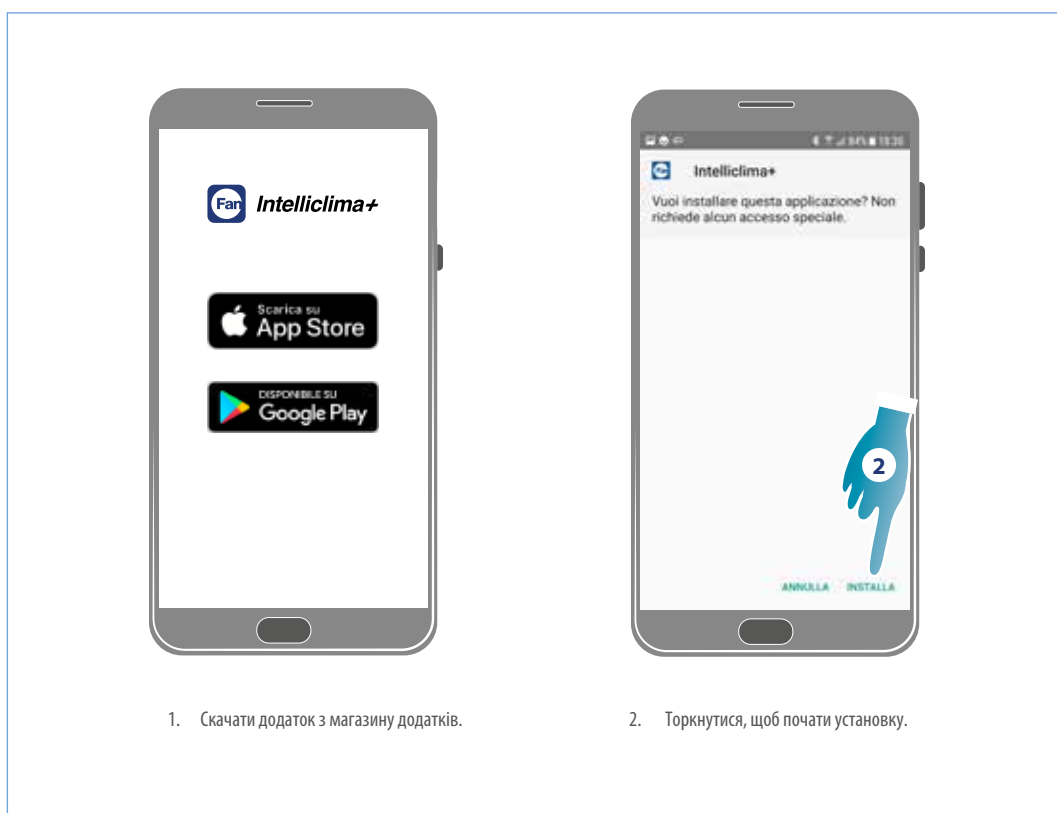 Fan Intelliclima+
Scarica su
App Store
DISPONIBILE SU
Google Play
1. Скачати додаток з магазину додатків.
Fan Intelliclima+
Vuoi installare questa applicazione? Non
richiede alcun accesso speciale.
2
ANNULLA INSTALLA
2. Торкнутися, щоб почати установку.